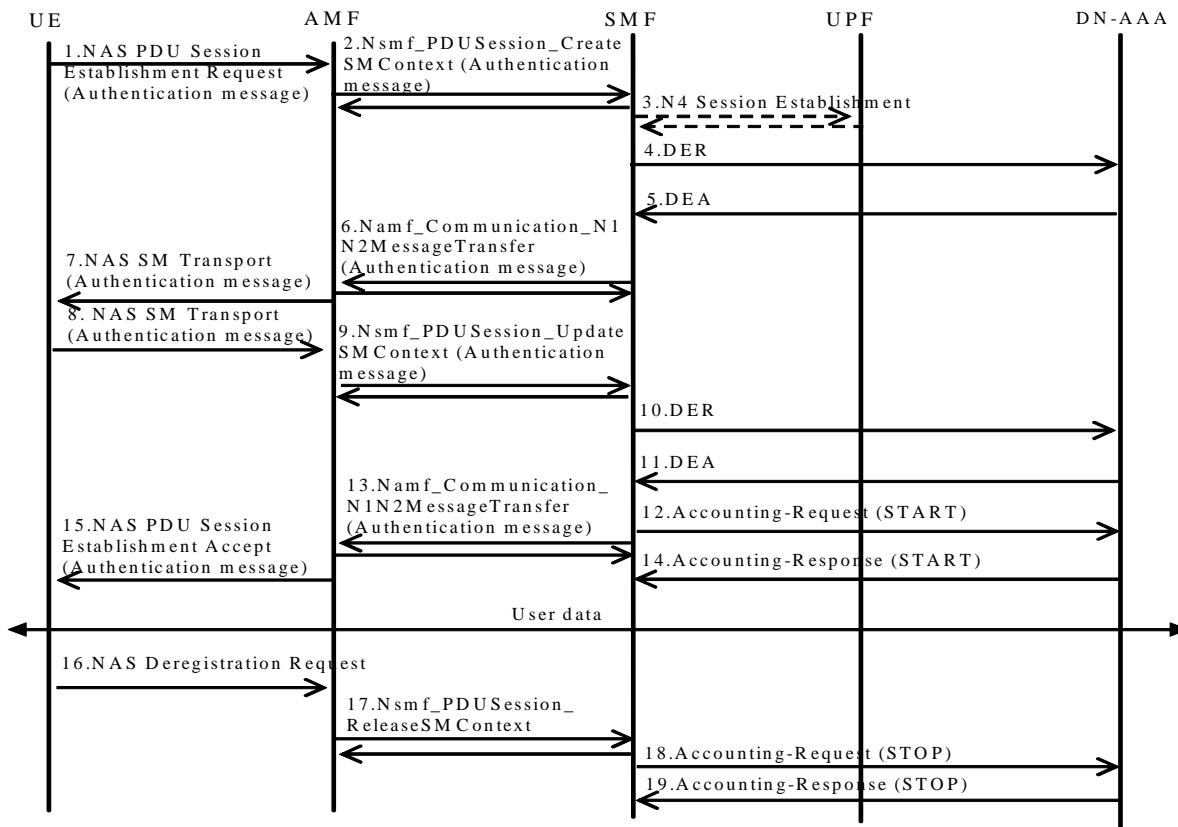 UE
AMF
SMF
UPF
DN-AAA
1.NAS PDU Session
Establishment Request
(Authentication message)
2.Nsmf_PDUSession_Create
SMContext (Authentication
message)
3.N4 Session Establishment
4.DER
5.DEA
6.Namf_Communication_N1
N2MessageTransfer
(Authentication message)
7.NAS SM Transport
(Authentication message)
8. NAS SM Transport
(Authentication message)
9.Nsmf_PDUSession_Update
SMContext (Authentication
message)
10.DER
11.DEA
13.Namf_Communication_
N1N2MessageTransfer
(Authentication message)
12.Accounting-Request (START)
15.NAS PDU Session
Establishment Accept
(Authentication message)
14.Accounting-Response (START)
User data
16.NAS Deregistration Request
17.Nsmf_PDUSession_
ReleaseSMContext
18.Accounting-Request (STOP)
19.Accounting-Response (STOP)